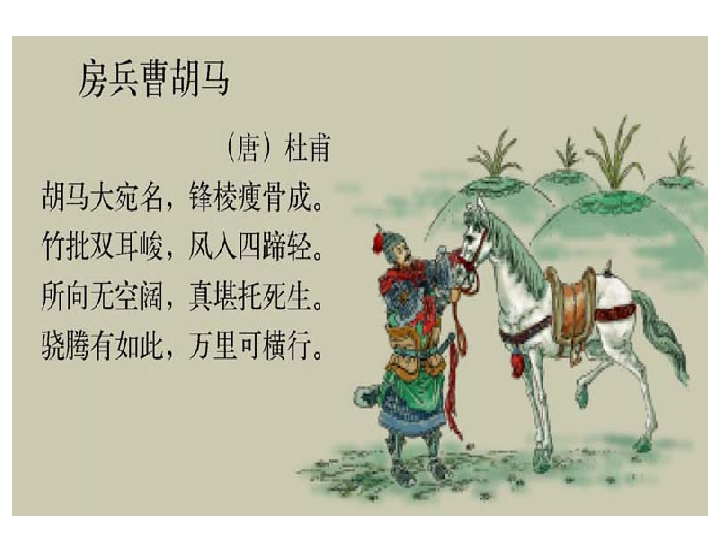 房兵曹胡马
（唐）杜甫
胡马大宛名，锋棱瘦骨成。
竹批双耳峻，风入四蹄轻。
所向无空阔，真堪托死生。
骁腾有如此，万里可横行。